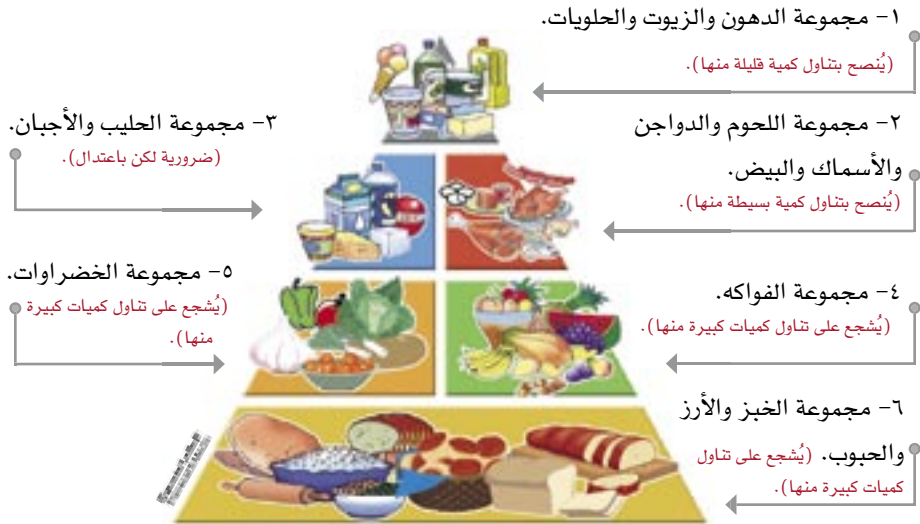 ١- مجموعة الدهون والزيوت والحلويات.
(يُنصح بتناول كمية قليلة منها).
٢- مجموعة اللحوم والدواجن
والأسماك والبيض.
(يُنصح بتناول كمية بسيطة منها).
٣- مجموعة الحليب والأجبان.
(ضرورية لكن باعتدال).
٤- مجموعة الفواكه.
(يُشجع على تناول كميات كبيرة منها).
٥- مجموعة الخضراوات.
(يُشجع على تناول كميات كبيرة
منها).
٦- مجموعة الخبز والأرز
والحبوب. (يُشجع على تناول
كميات كبيرة منها).